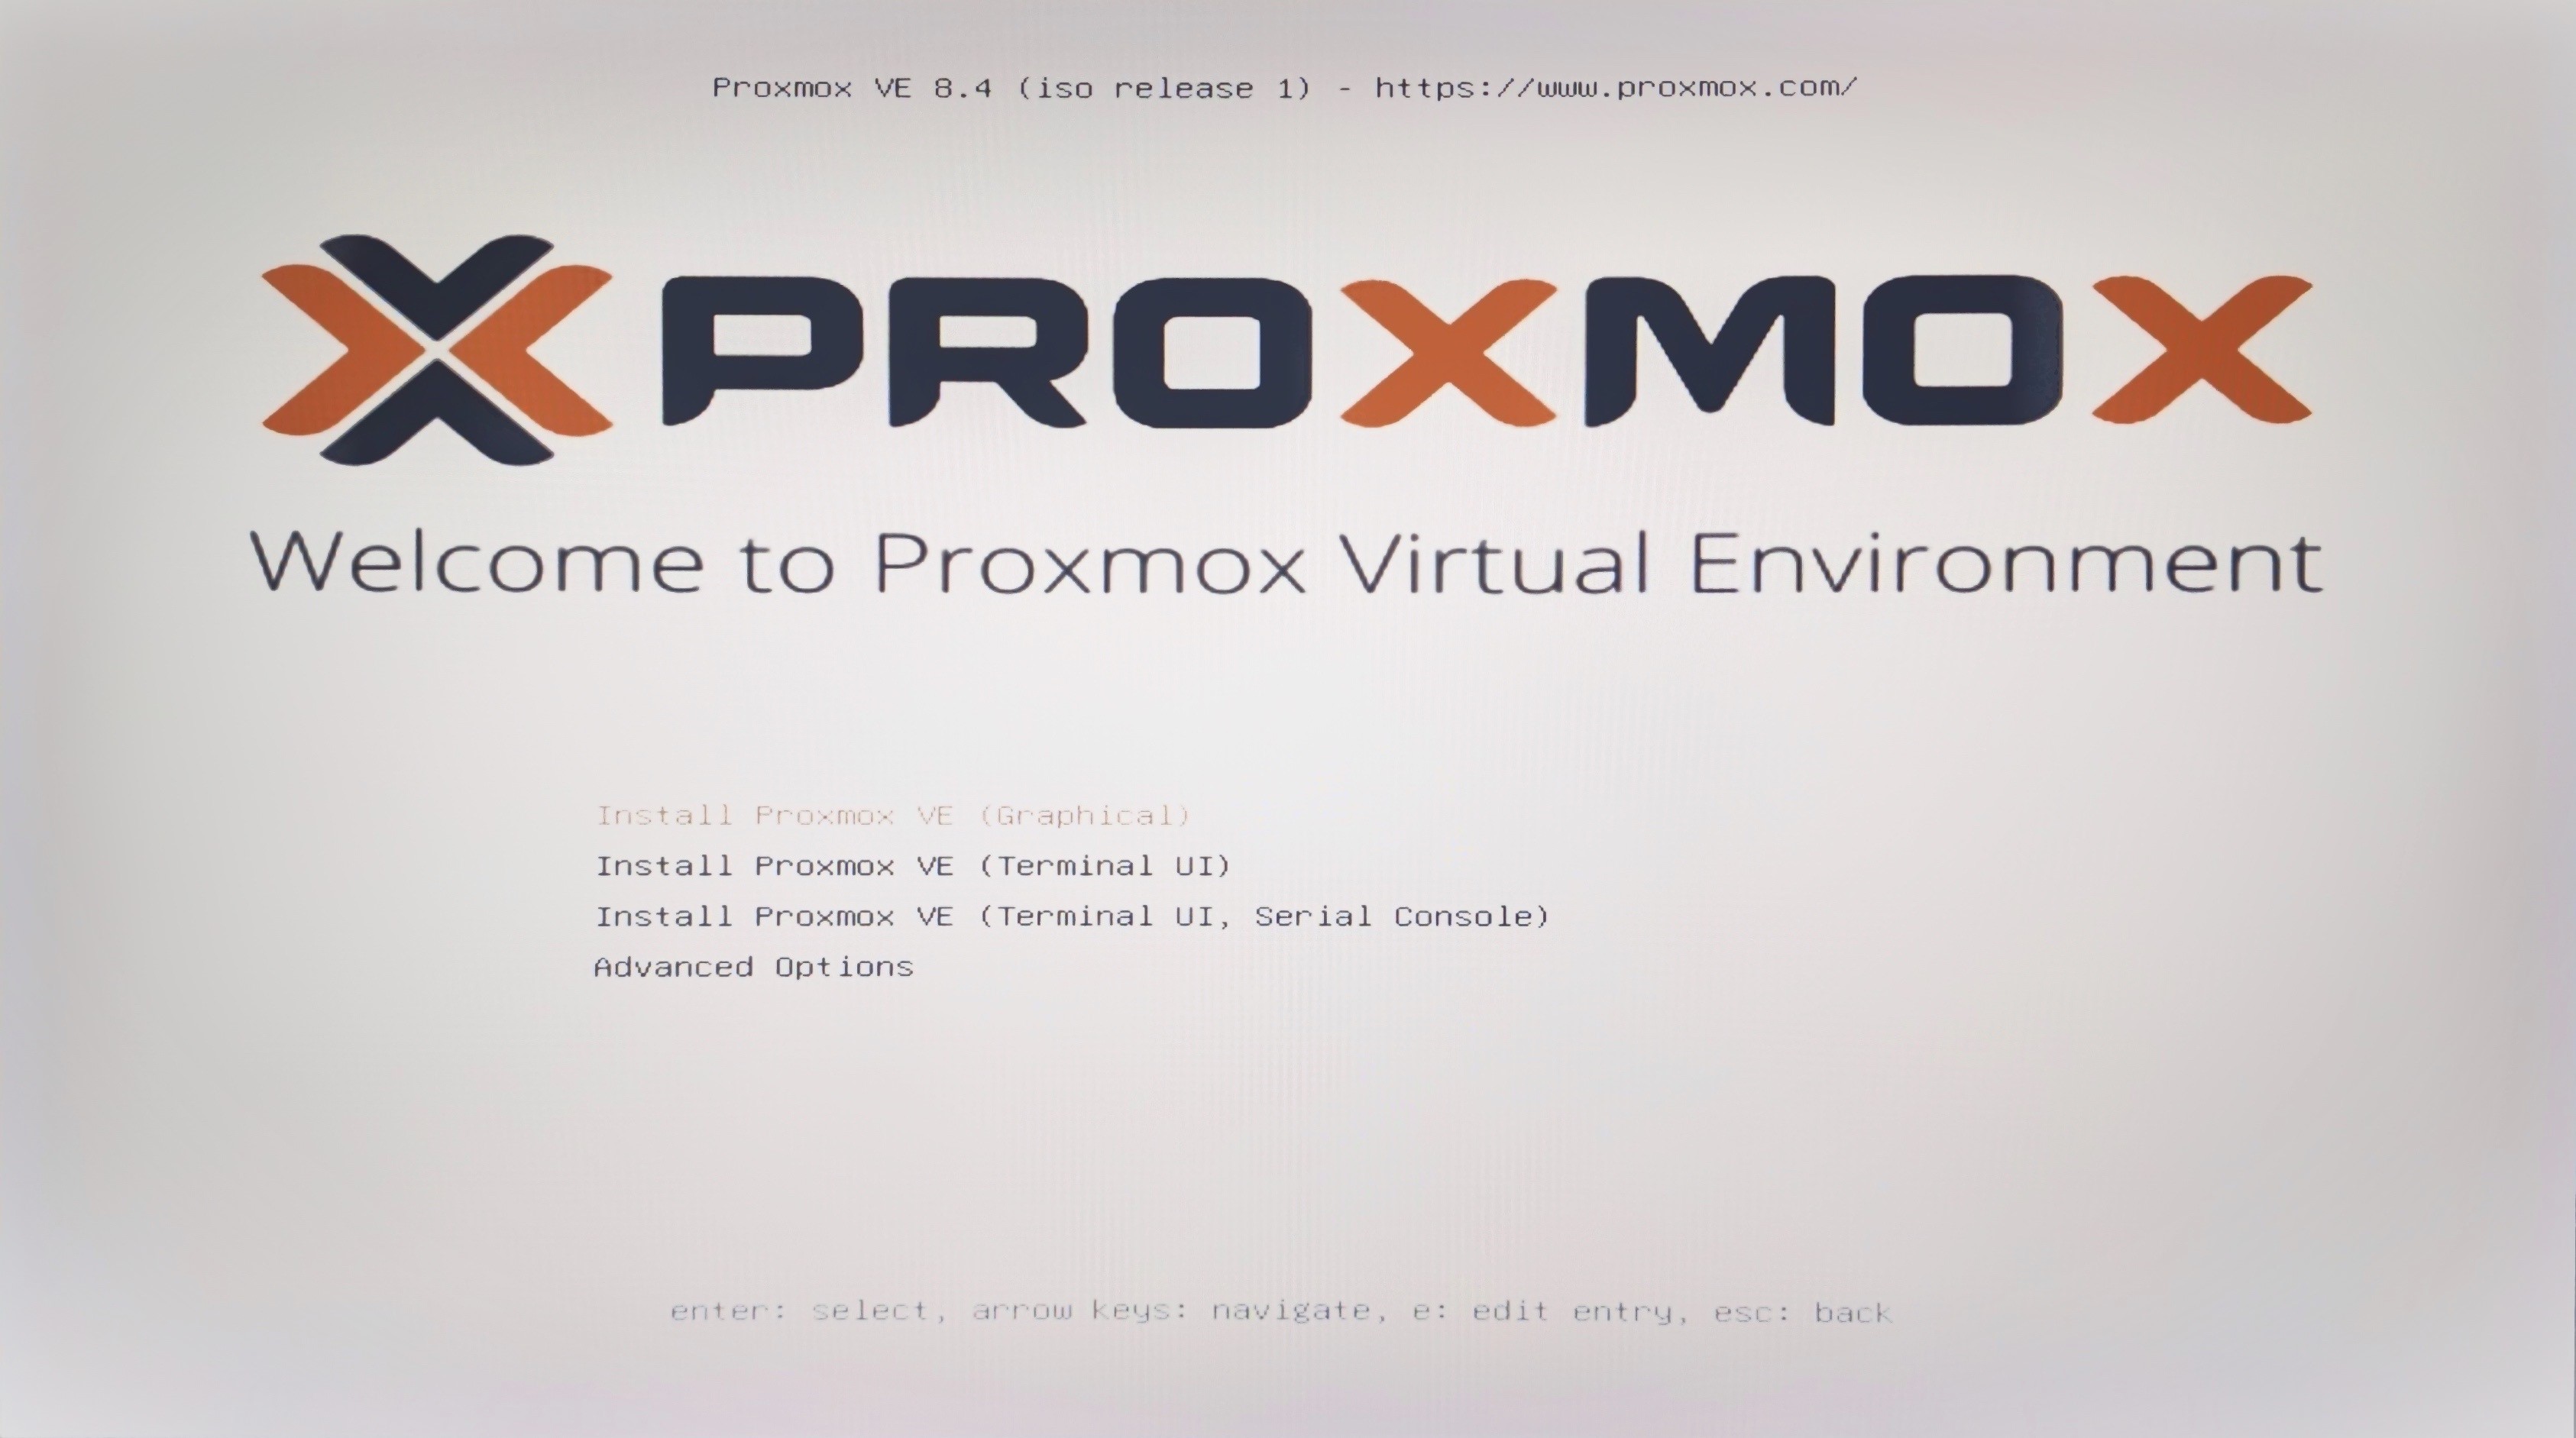 Proxmox VE 8.4 (iso release 1) - https://www.proxmox.com/
PROXMOX
Welcome to Proxmox Virtual Environment
Install Proxmox VE (Graphical)
Install Proxmox VE (Terminal UI)
Install Proxmox VE (Terminal UI, Serial Console)
Advanced Options
enter: select, arrow keys: navigate, e: edit entry, esc: back